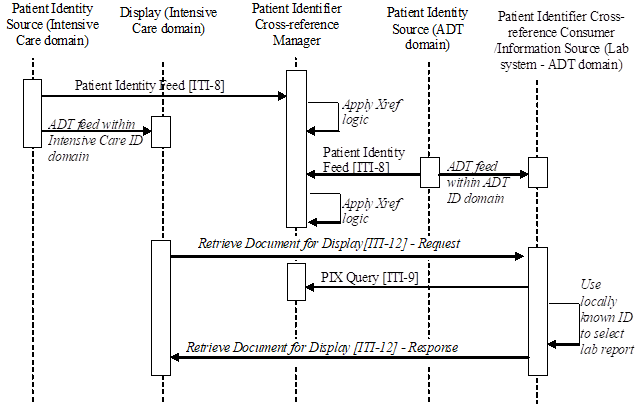 Patient Identity
Source (Intensive
Care domain)
Display (Intensive
Care domain)
Patient Identifier
Cross-reference
Manager
Patient Identity
Source (ADT
domain)
Patient Identifier Cross-
reference Consumer
/Information Source (Lab
system - ADT domain)
Patient Identity Feed [ITI-8]
Apply Xref
logic
ADT feed within
Intensive Care ID
domain
Patient Identity
Feed [ITI-8]
ADT feed
within ADT
ID domain
Apply Xref
logic
Retrieve Document for Display[ITI-12] - Request
PIX Query [ITI-9]
Use
locally
known ID
to select
lab report
Retrieve Document for Display [ITI-12] - Response